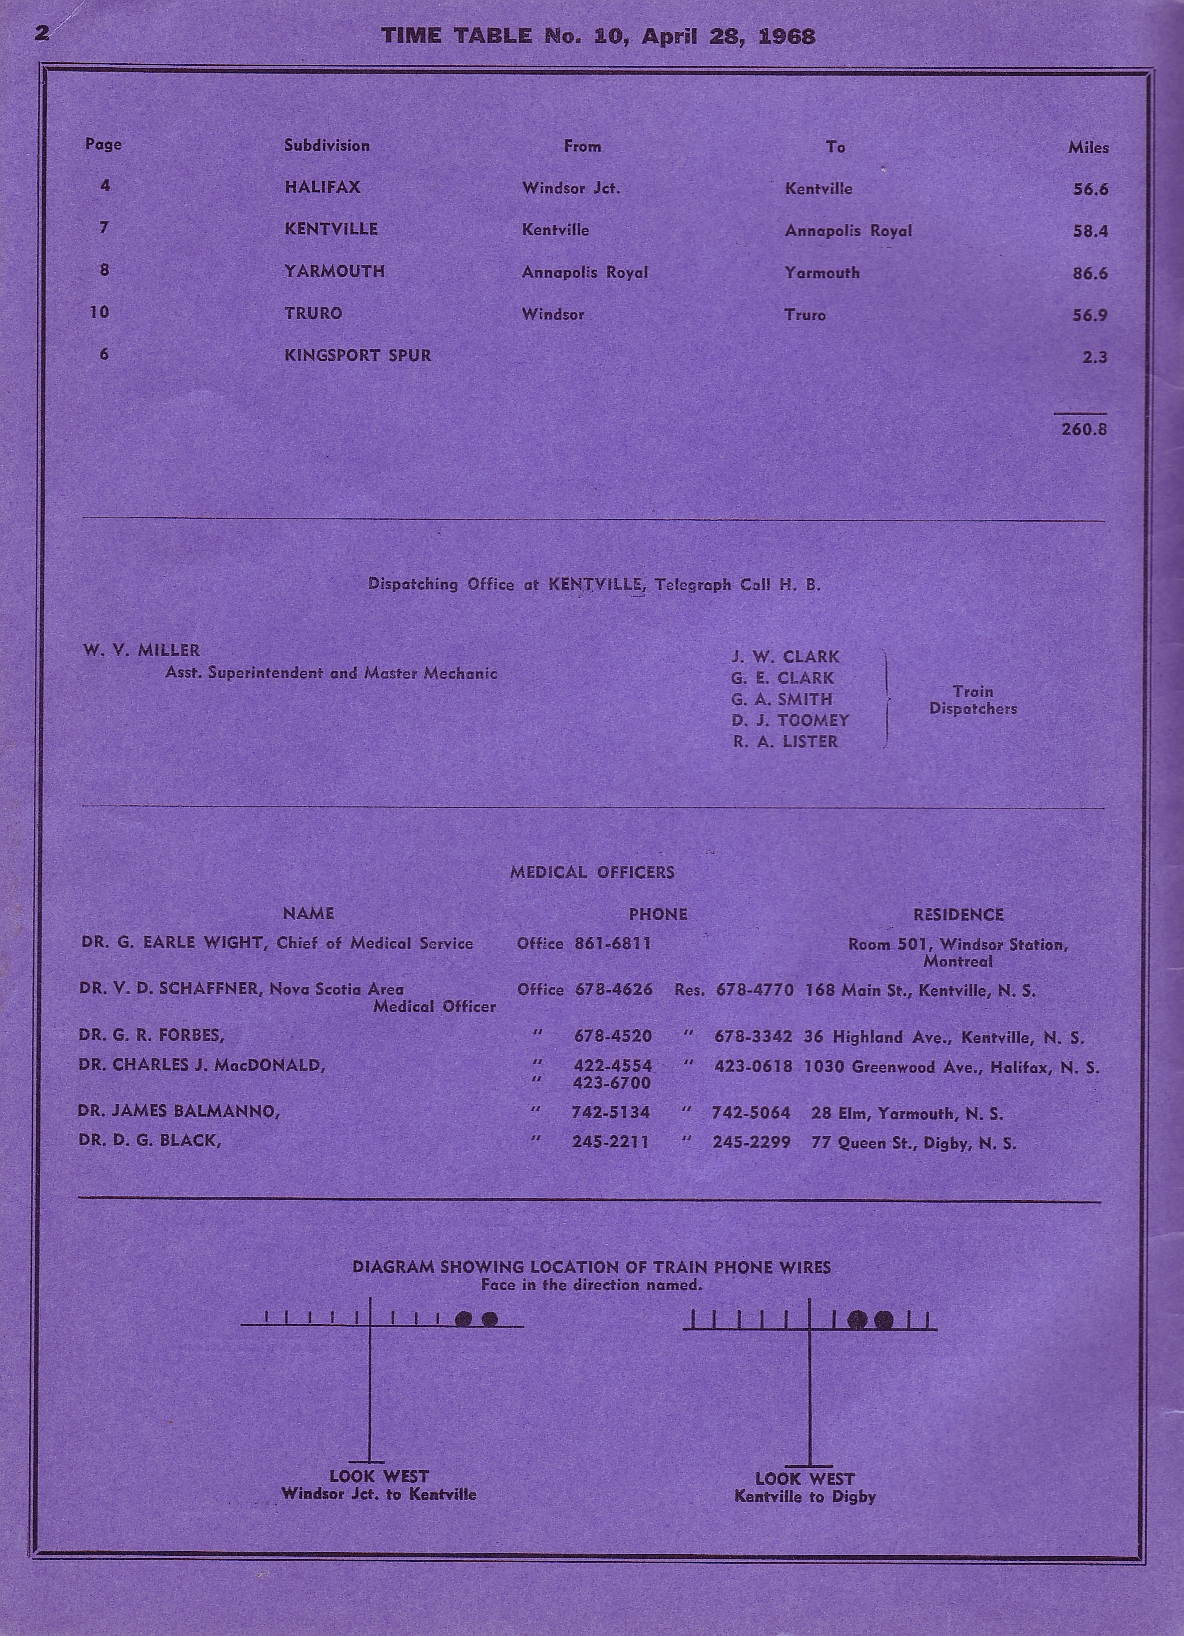 2
TIME TABLE No. 10, April 28, 1968
Page Subdivision From To Miles
4 HALIFAX Windsor Jct. Kentville 56.6
7 KENTVILLE Kentville Annapolis Royal 58.4
8 YARMOUTH Annapolis Royal Yarmouth 86.6
10 TRURO Windsor Truro 56.9
6 KINGSPORT SPUR 2.3
260.8
Dispatching Office at KENTVILLE, Telegraph Call H. B.
W. V. MILLER
Asst. Superintendent and Master Mechanic
J. W. CLARK
G. E. CLARK
G. A. SMITH
D. J. TOOMEY
R. A. LISTER
Train
Dispatchers
MEDICAL OFFICERS
NAME PHONE RESIDENCE
DR. G. EARLE WIGHT, Chief of Medical Service Office 861-6811 Room 501, Windsor Station,
Montreal
DR. V. D. SCHAFFNER, Nova Scotia Area Office 678-4626 Res. 678-4770 168 Main St., Kentville, N. S.
Medical Officer
DR. G. R. FORBES, " 678-4520 " 678-3342 36 Highland Ave., Kentville, N. S.
DR. CHARLES J. MacDONALD, " 422-4554 " 423-0618 1030 Greenwood Ave., Halifax, N. S.
" 423-6700
DR. JAMES BALMANNO, " 742-5134 " 742-5064 28 Elm, Yarmouth, N. S.
DR. D. G. BLACK, " 245-2211 " 245-2299 77 Queen St., Digby, N. S.
DIAGRAM SHOWING LOCATION OF TRAIN PHONE WIRES
Face in the direction named.
LOOK WEST
Windsor Jct. to Kentville
LOOK WEST
Kentville to Digby